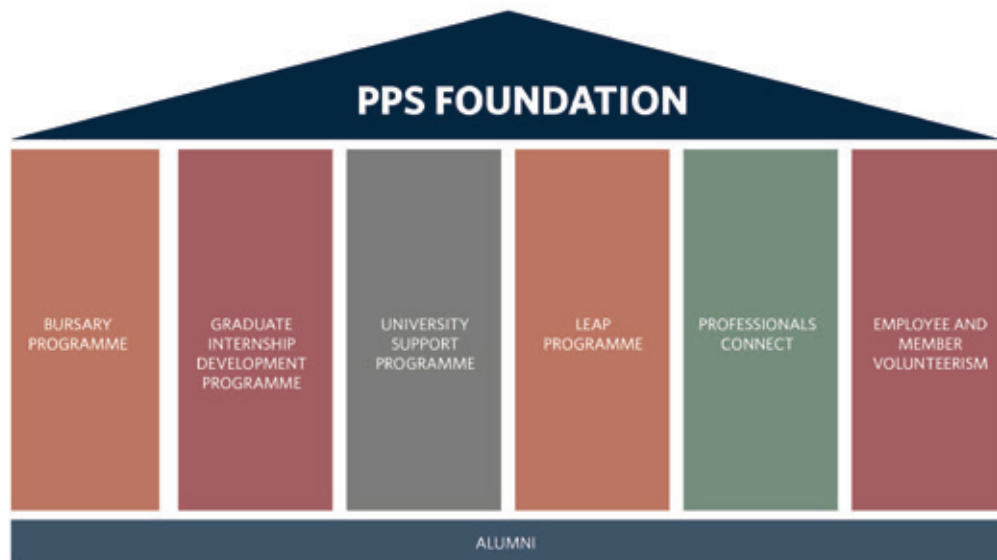 PPS FOUNDATION
BURSARY
PROGRAMME
GRADUATE
INTERNSHIP
DEVELOPMENT
PROGRAMME
UNIVERSITY
SUPPORT
PROGRAMME
LEAP
PROGRAMME
PROFESSIONALS
CONNECT
EMPLOYEE AND
MEMBER
VOLUNTEERISM
ALUMNI